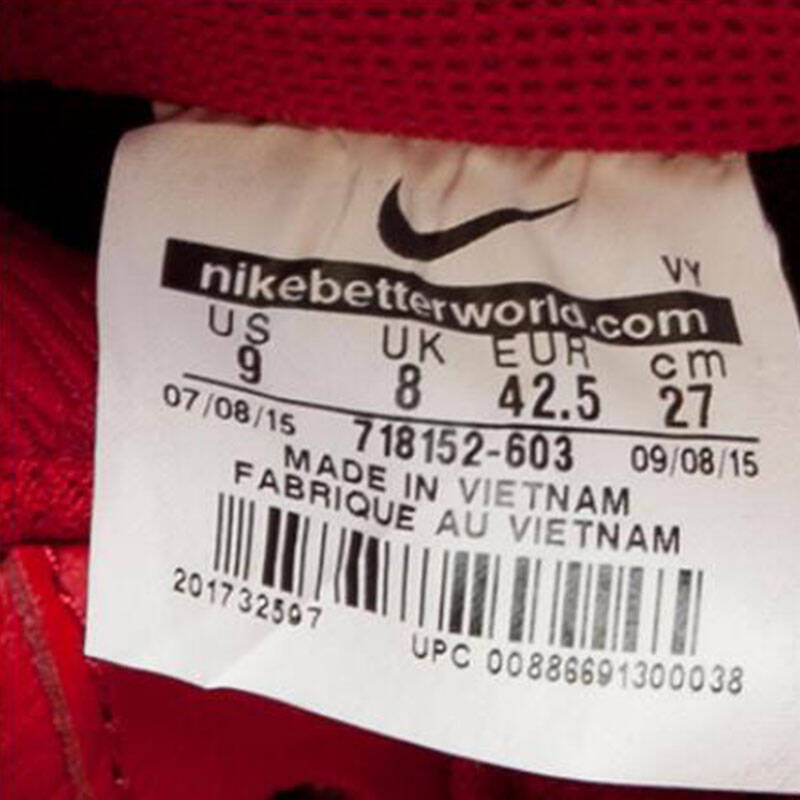 VY
nikebetterworld.com
US UK EUR cm
9 8 42.5 27
07/08/15 718152-603 09/08/15
MADE IN VIETNAM
FABRIQUE AU VIETNAM
201732597
UPC 00886691300038